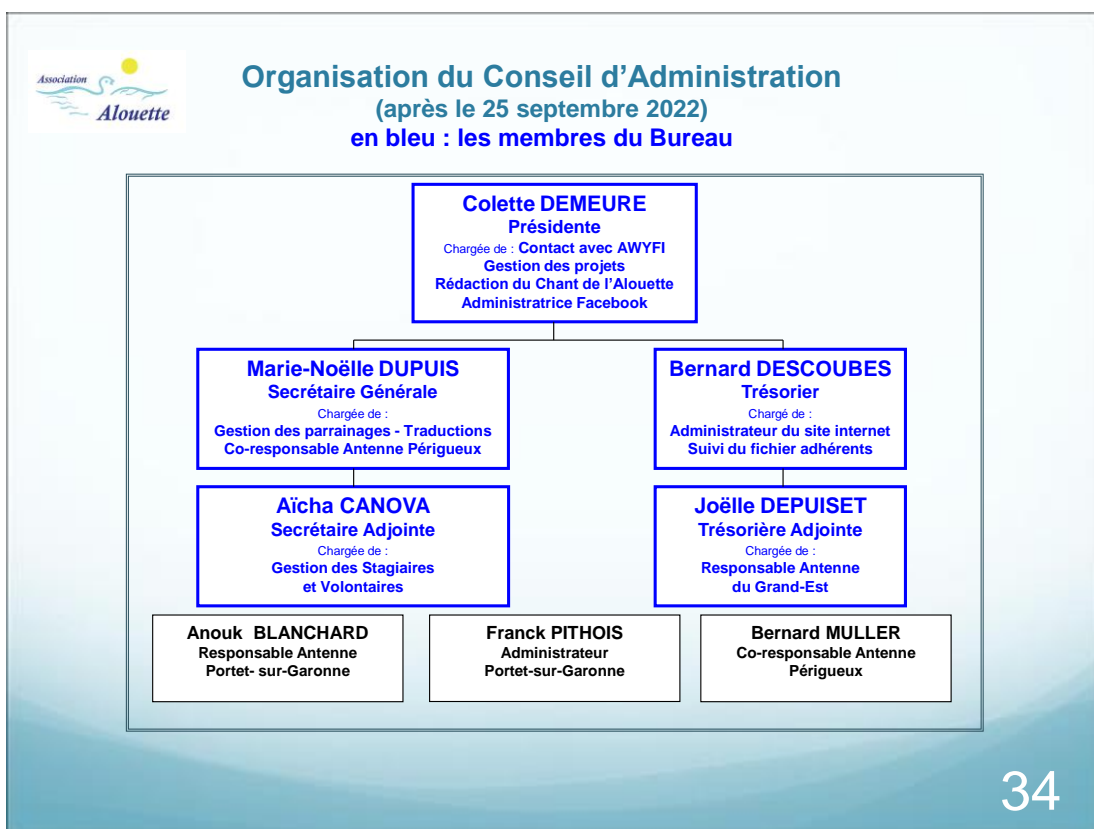 Association
Alouette
Organisation du Conseil d’Administration
(après le 25 septembre 2022)
en bleu : les membres du Bureau
Colette DEMEURE
Présidente
Chargée de : Contact avec AWYFI
Gestion des projets
Rédaction du Chant de l’Alouette
Administratrice Facebook
Marie-Noëlle DUPUIS
Secrétaire Générale
Chargée de :
Gestion des parrainages - Traductions
Co-responsable Antenne Périgueux
Bernard DESCOUBES
Trésorier
Chargé de :
Administrateur du site internet
Suivi du fichier adhérents
Aïcha CANOVA
Secrétaire Adjointe
Chargée de :
Gestion des Stagiaires
et Volontaires
Joëlle DEPUISET
Trésorière Adjointe
Chargée de :
Responsable Antenne
du Grand-Est
Anouk BLANCHARD
Responsable Antenne
Portet- sur-Garonne
Franck PITHOIS
Administrateur
Portet-sur-Garonne
Bernard MULLER
Co-responsable Antenne
Périgueux
34